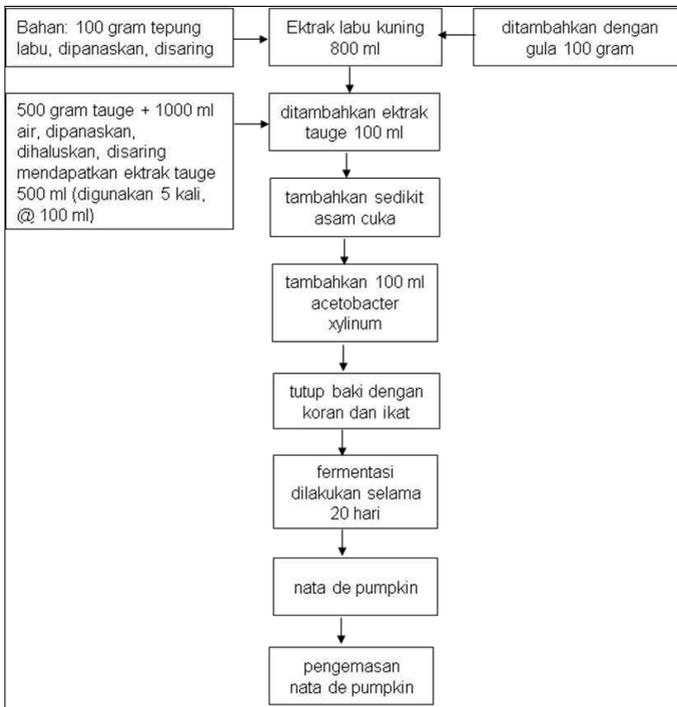 Bahan: 100 gram tepung
labu, dipanaskan, disaring
Ektrak labu kuning
800 ml
ditambahkan dengan
gula 100 gram
500 gram tauge + 1000 ml
air, dipanaskan,
dihaluskan, disaring
mendapatkan ektrak tauge
500 ml (digunakan 5 kali,
@ 100 ml)
ditambahkan ektrak
tauge 100 ml
tambahkan sedikit
asam cuka
tambahkan 100 ml
acetobacter
xylinum
tutup baki dengan
koran dan ikat
fermentasi
dilakukan selama
20 hari
nata de pumpkin
pengemasan
nata de pumpkin